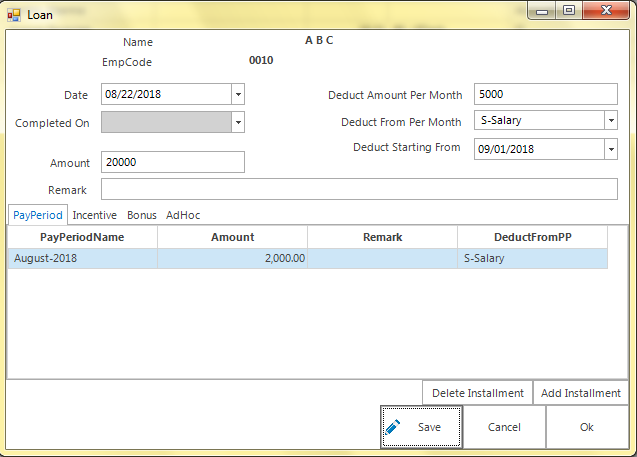 Loan
Name A B C
EmpCode 0010
Date 08/22/2018 Deduct Amount Per Month 5000
Completed On Deduct From Per Month S-Salary
Deduct Starting From 09/01/2018
Amount 20000
Remark
PayPeriod Incentive Bonus AdHoc
PayPeriodName Amount Remark DeductFromPP
August-2018 2,000.00 S-Salary
Delete Installment Add Installment
Save Cancel Ok